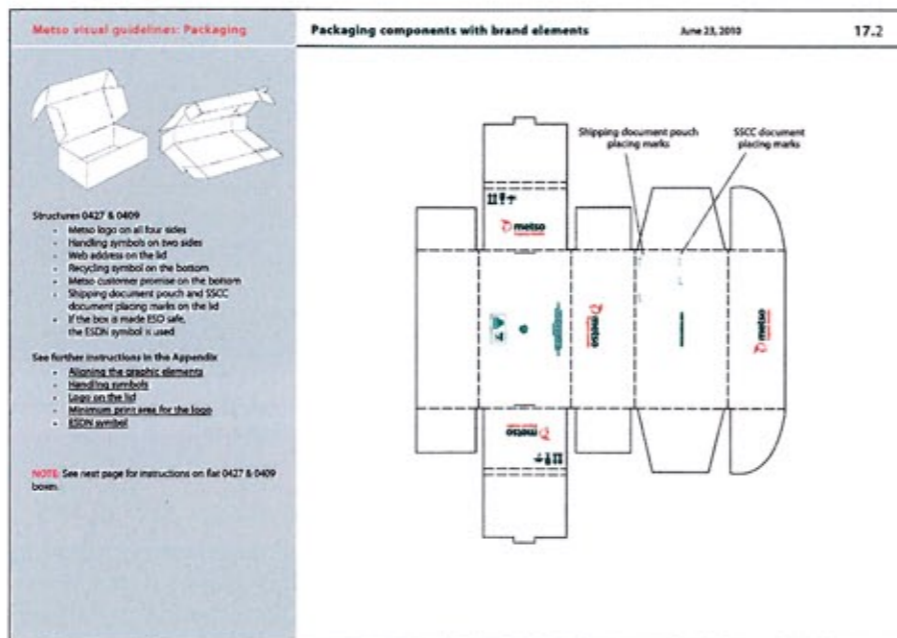 Metso visual guidelines: Packaging
Packaging components with brand elements
June 23, 2010
17.2
Shipping document pouch
placing marks
SSCC document
placing marks
Structures 0427 & 0409
- Metso logo on all four sides
- Handling symbols on two sides
- Web address on the lid
- Recycling symbol on the bottom
- Metso customer promise on the bottom
- Shipping document pouch and SSCC
document placing marks on the lid
- If the box is made ESD safe,
the ESDN symbol is used
See further instructions in the Appendix
- Aligning the graphic elements
- Handling symbols
- Logo on the lid
- Minimum print area for the logo
- ESDN symbol
NOTE: See next page for instructions on flat 0427 & 0409
boxes.
metso
metso
metso
metso